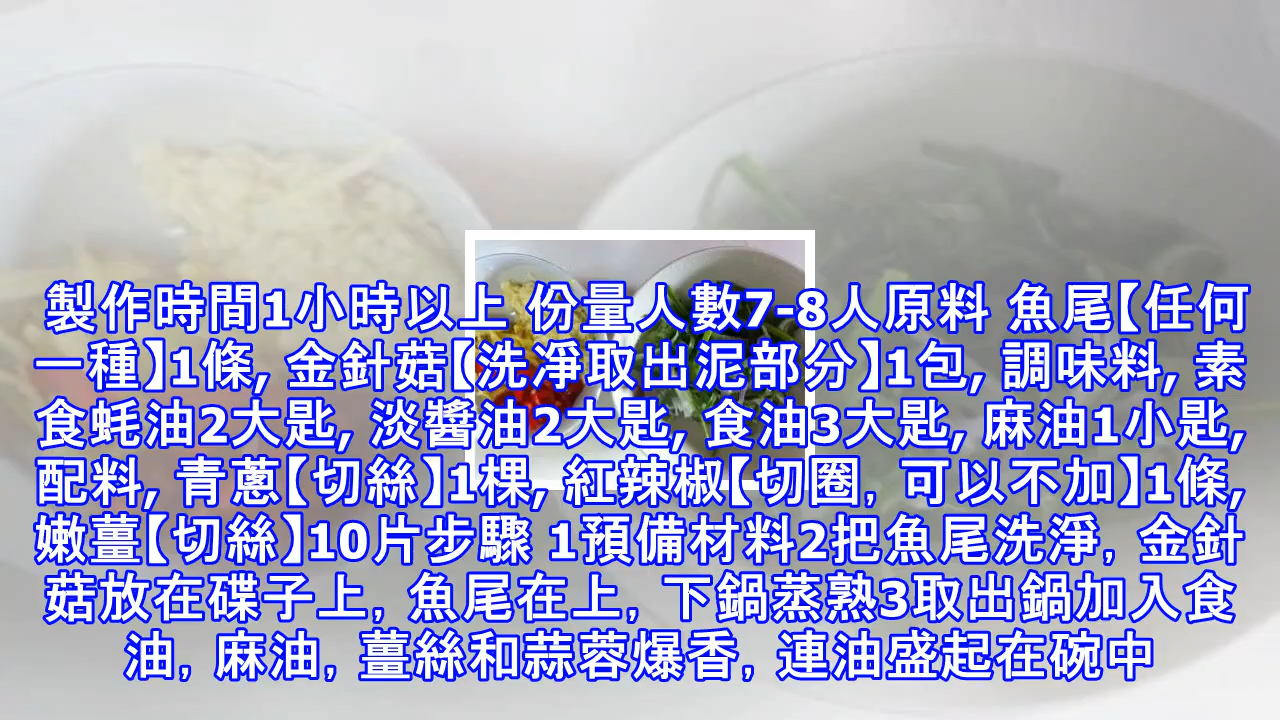 製作時間1小時以上 份量人數7-8人原料 魚尾【任何
一種】1條, 金針菇【洗淨取出泥部分】1包, 調味料, 素
食蚝油2大匙, 淡醬油2大匙, 食油3大匙, 麻油1小匙,
配料, 青蔥【切絲】1棵, 紅辣椒【切圈，可以不加】1條,
嫩薑【切絲】10片步驟 1預備材料2把魚尾洗淨，金針
菇放在碟子上，魚尾在上，下鍋蒸熟3取出鍋加入食
油，麻油，薑絲和蒜蓉爆香，連油盛起在碗中